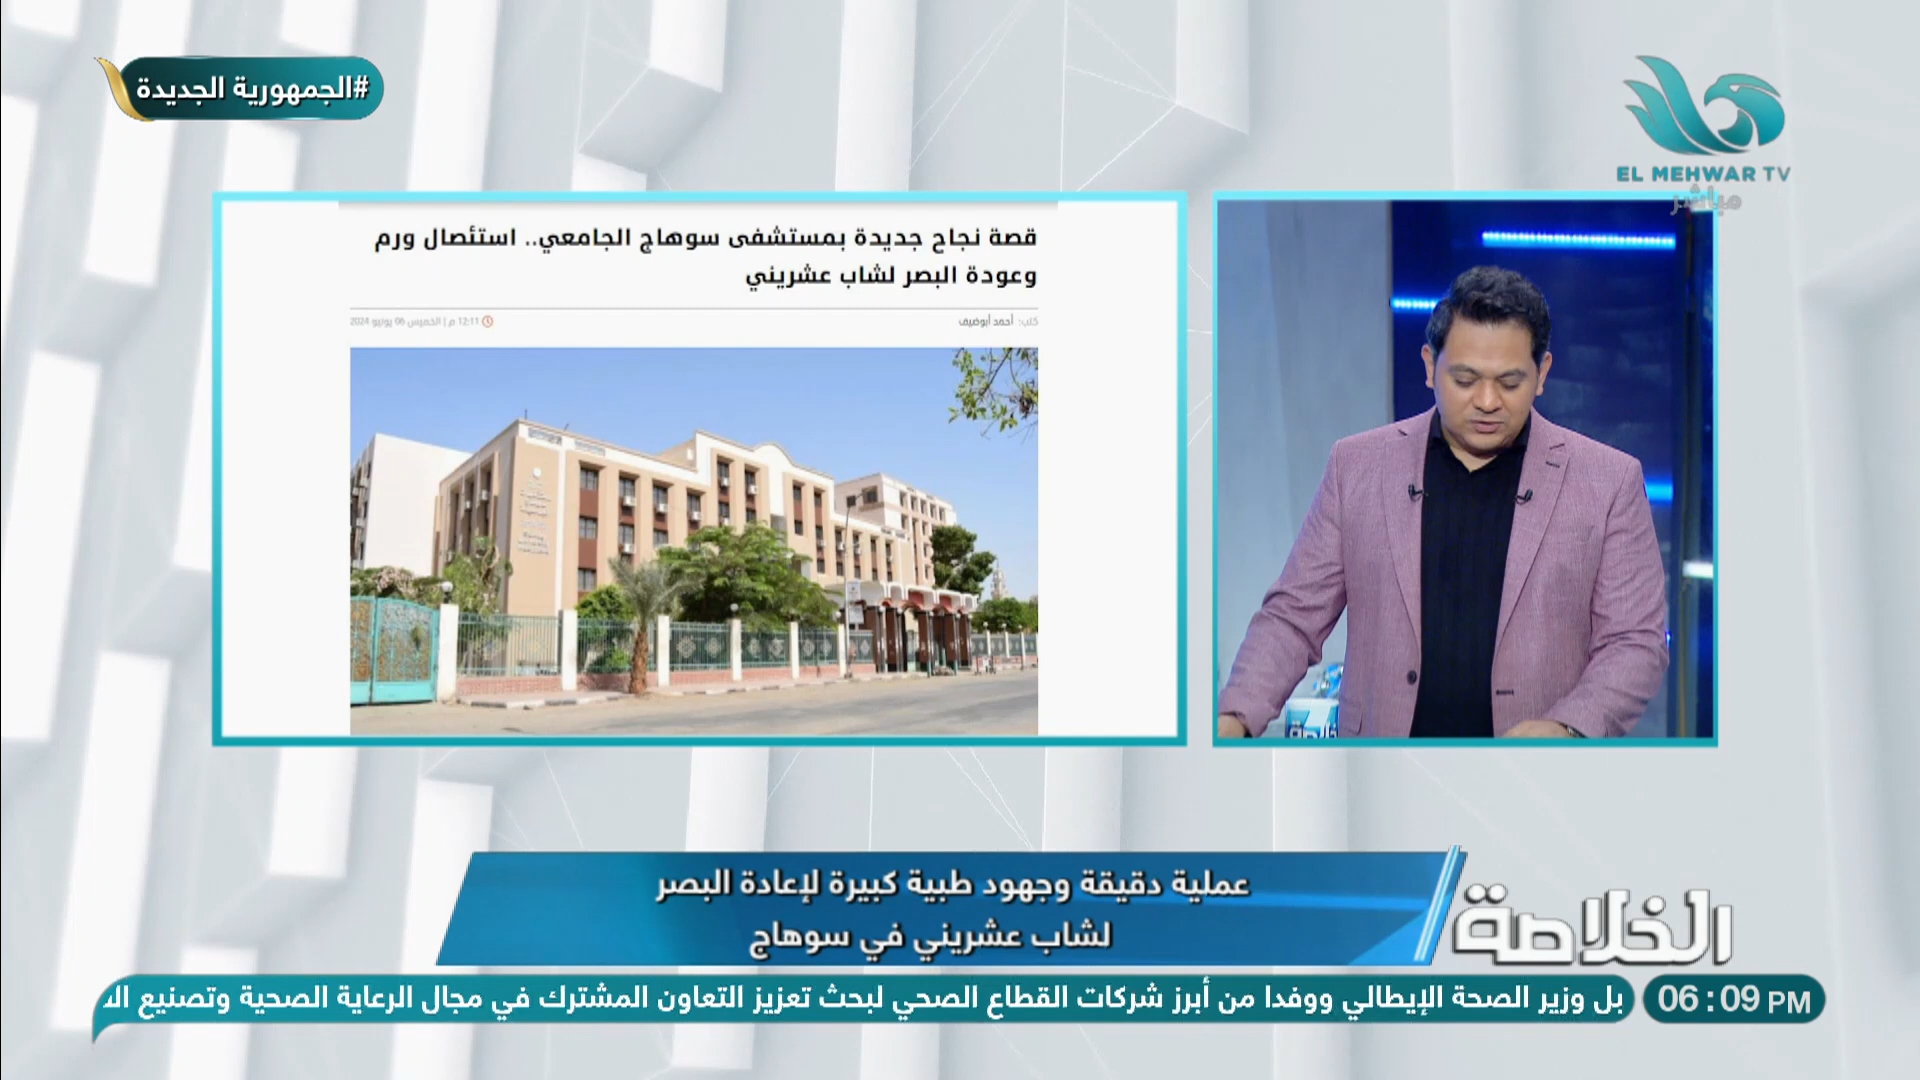 #الجمهورية الجديدة
EL MEHWAR TV
مباشر
قصة نجاح جديدة بمستشفى سوهاج الجامعي.. استئصال ورم
وعودة البصر لشاب عشريني
كتب: أحمد أبوضيف
12:11 م | الخميس 06 يونيو 2024
عملية دقيقة وجهود طبية كبيرة لإعادة البصر
لشاب عشريني في سوهاج
الخلاصة
بل وزير الصحة الإيطالي ووفدا من أبرز شركات القطاع الصحي لبحث تعزيز التعاون المشترك في مجال الرعاية الصحية وتصنيع الد
06:09 PM